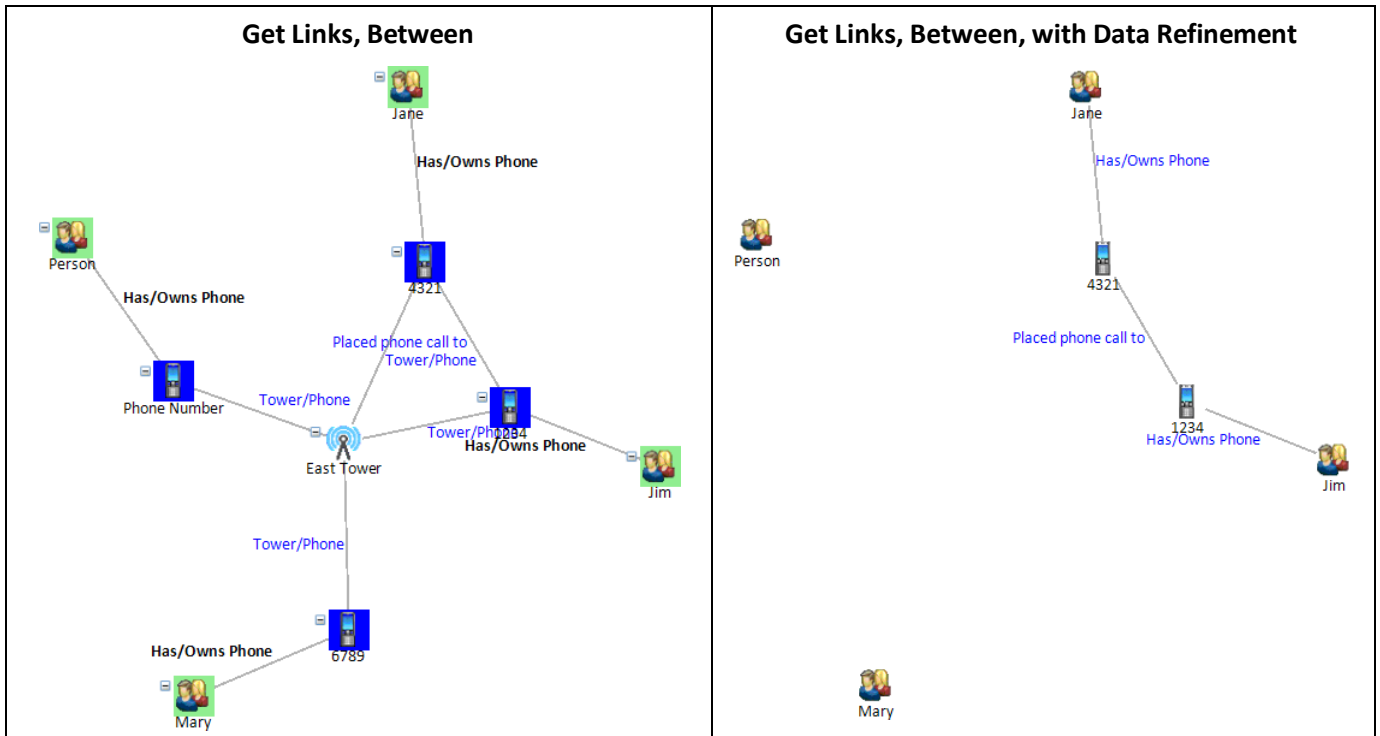 Get Links, Between
Jane
Has/Owns Phone
Person
4321
Has/Owns Phone
Placed phone call to
Tower/Phone
Phone Number
Tower/Phone
1234
Tower/Phone
Has/Owns Phone
East Tower
Jim
Tower/Phone
6789
Has/Owns Phone
Mary
Get Links, Between, with Data Refinement
Jane
Has/Owns Phone
Person
4321
Placed phone call to
1234
Has/Owns Phone
Jim
Mary